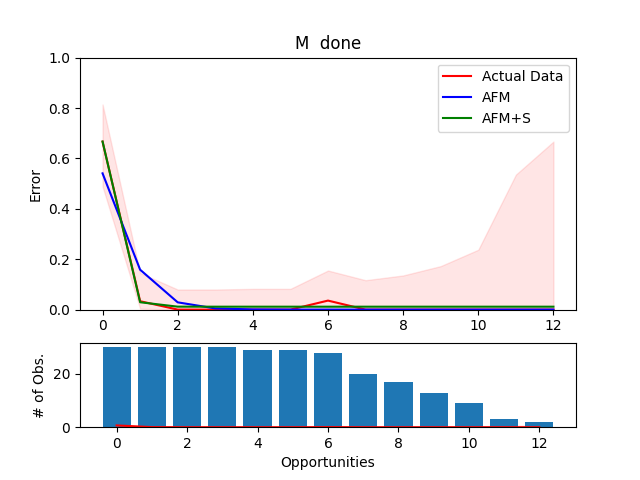 M  done
1.0
0.8
0.6
0.4
0.2
0.0
Error
Actual Data
AFM
AFM+S
0 2 4 6 8 10 12
20
0
# of Obs.
0 2 4 6 8 10 12
Opportunities